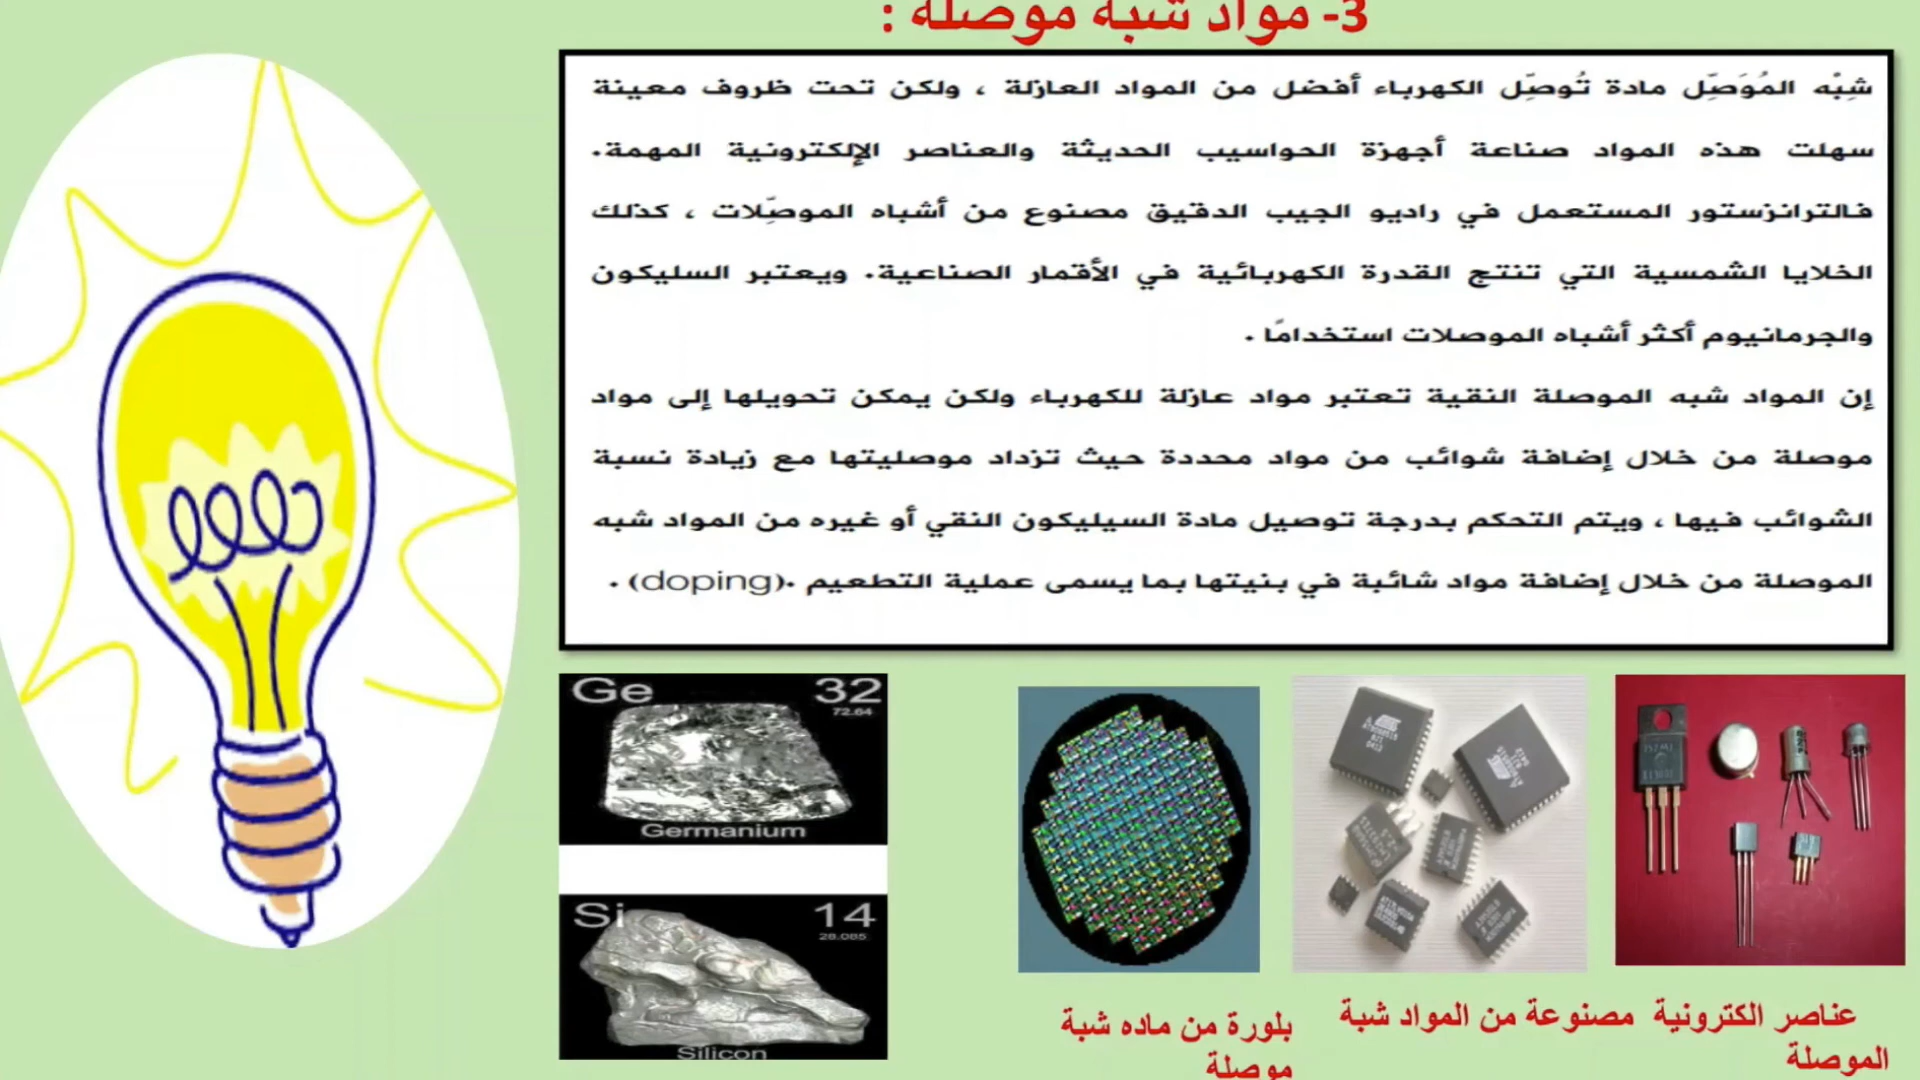 3- مواد شبة موصلة :
شِبْه المُوَصِّل مادة تُوصِّل الكهرباء أفضل من المواد العازلة ، ولكن تحت ظروف معينة
سهلت هذه المواد صناعة أجهزة الحواسيب الحديثة والعناصر الإلكترونية المهمة.
فالترانزستور المستعمل في راديو الجيب الدقيق مصنوع من أشباه الموصّلات ، كذلك
الخلايا الشمسية التي تنتج القدرة الكهربائية في الأقمار الصناعية. ويعتبر السليكون
والجرمانيوم أكثر أشباه الموصلات استخدامًا .
إن المواد شبه الموصلة النقية تعتبر مواد عازلة للكهرباء ولكن يمكن تحويلها إلى مواد
موصلة من خلال إضافة شوائب من مواد محددة حيث تزداد موصليتها مع زيادة نسبة
الشوائب فيها ، ويتم التحكم بدرجة توصيل مادة السيليكون النقي أو غيره من المواد شبه
الموصلة من خلال إضافة مواد شائبة في بنيتها بما يسمى عملية التطعيم .(doping) .
Ge 32
72.64
Germanium
Si 14
28.085
Silicon
بلورة من ماده شبة
موصلة
عناصر الكترونية مصنوعة من المواد شبة
الموصلة